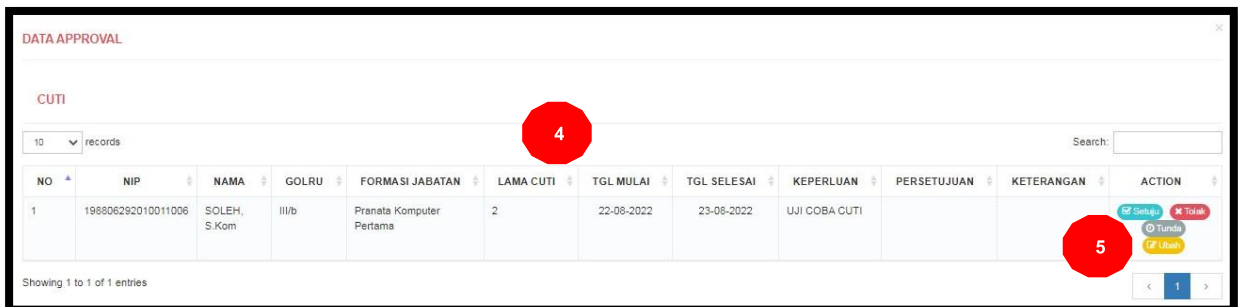 ×
DATA APPROVAL
CUTI
4
10 records Search:
NO NIP NAMA GOLRU FORMASI JABATAN LAMA CUTI TGL MULAI TGL SELESAI KEPERLUAN PERSETUJUAN KETERANGAN ACTION
1 198806292010011006 SOLEH, III/b Pranata Komputer 2 22-08-2022 23-08-2022 UJI COBA CUTI Setuju Tolak
S.Kom Pertama Tunda
5 Ubah
Showing 1 to 1 of 1 entries < 1 >